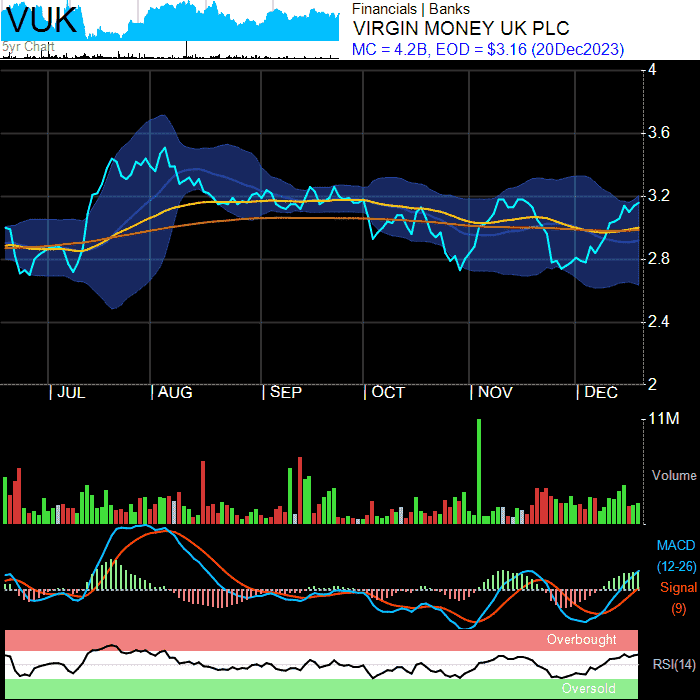 VUK
5yr Chart
Financials | Banks
VIRGIN MONEY UK PLC
MC = 4.2B, EOD = $3.16 (20Dec2023)
4
3.6
3.2
2.8
2.4
2
| JUL | AUG | SEP | OCT | NOV | DEC
11M
Volume
MACD
(12-26)
Signal
(9)
Overbought
RSI(14)
Oversold